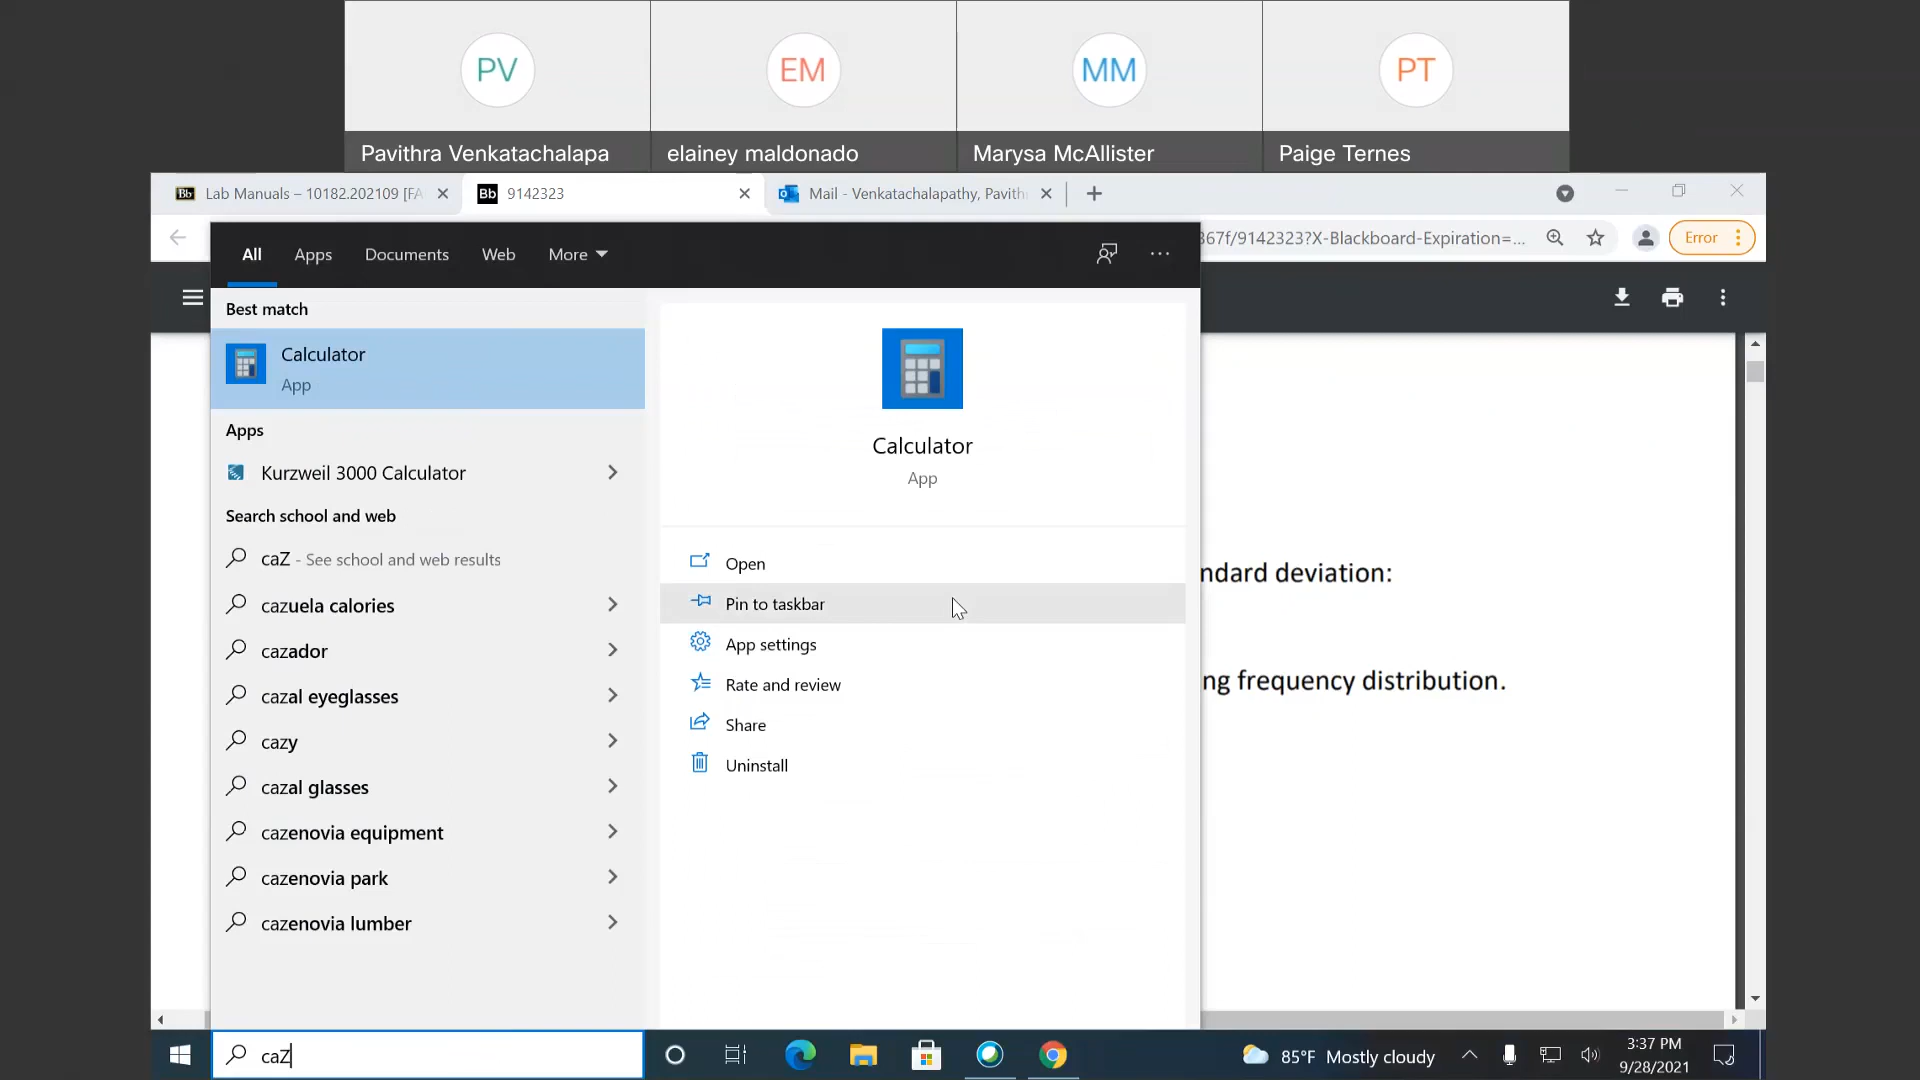 PV
EM
MM
PT
Pavithra Venkatachalapa
elainey maldonado
Marysa McAllister
Paige Ternes
Bb Lab Manuals – 10182.202109 [FA
Bb 9142323
Mail - Venkatachalapathy, Pavith
367f/9142323?X-Blackboard-Expiration=...
Error
All
Apps
Documents
Web
More
Best match
Calculator
App
Apps
Kurzweil 3000 Calculator
Search school and web
caZ - See school and web results
cazuela calories
cazador
cazal eyeglasses
cazy
cazal glasses
cazenovia equipment
cazenovia park
cazenovia lumber
Calculator
App
Open
Pin to taskbar
App settings
Rate and review
Share
Uninstall
ndard deviation:
ng frequency distribution.
caZ
85°F Mostly cloudy
3:37 PM
9/28/2021